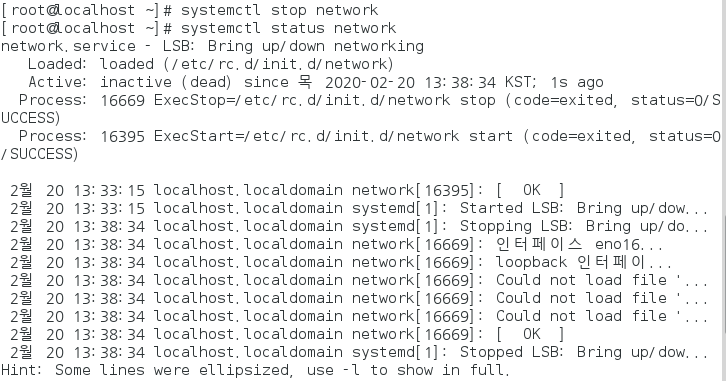 [root@localhost ~]# systemctl stop network
[root@localhost ~]# systemctl status network
network.service - LSB: Bring up/down networking
   Loaded: loaded (/etc/rc.d/init.d/network)
   Active: inactive (dead) since 목 2020-02-20 13:38:34 KST; 1s ago
  Process: 16669 ExecStop=/etc/rc.d/init.d/network stop (code=exited, status=0/S
UCCESS)
  Process: 16395 ExecStart=/etc/rc.d/init.d/network start (code=exited, status=0
/SUCCESS)

 2월 20 13:33:15 localhost.localdomain network[16395]: [  OK  ]
 2월 20 13:33:15 localhost.localdomain systemd[1]: Started LSB: Bring up/dow...
 2월 20 13:38:34 localhost.localdomain systemd[1]: Stopping LSB: Bring up/do...
 2월 20 13:38:34 localhost.localdomain network[16669]: 인터페이스 eno16...
 2월 20 13:38:34 localhost.localdomain network[16669]: loopback 인터페이...
 2월 20 13:38:34 localhost.localdomain network[16669]: Could not load file '...
 2월 20 13:38:34 localhost.localdomain network[16669]: Could not load file '...
 2월 20 13:38:34 localhost.localdomain network[16669]: Could not load file '...
 2월 20 13:38:34 localhost.localdomain network[16669]: [  OK  ]
 2월 20 13:38:34 localhost.localdomain systemd[1]: Stopped LSB: Bring up/dow...
Hint: Some lines were ellipsized, use -l to show in full.